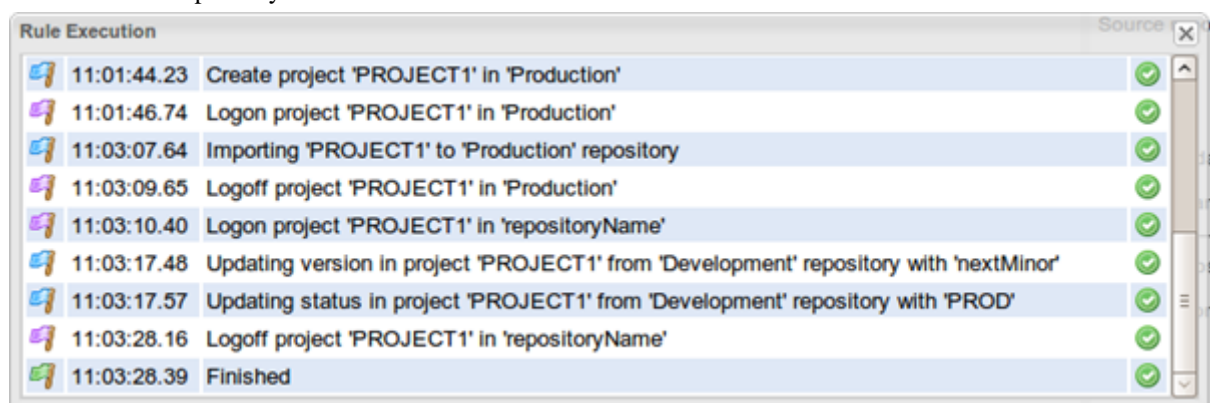 Rule Execution
11:01:44.23 Create project 'PROJECT1' in 'Production'
11:01:46.74 Logon project 'PROJECT1' in 'Production'
11:03:07.64 Importing 'PROJECT1' to 'Production' repository
11:03:09.65 Logoff project 'PROJECT1' in 'Production'
11:03:10.40 Logon project 'PROJECT1' in 'repositoryName'
11:03:17.48 Updating version in project 'PROJECT1' from 'Development' repository with 'nextMinor'
11:03:17.57 Updating status in project 'PROJECT1' from 'Development' repository with 'PROD'
11:03:28.16 Logoff project 'PROJECT1' in 'repositoryName'
11:03:28.39 Finished